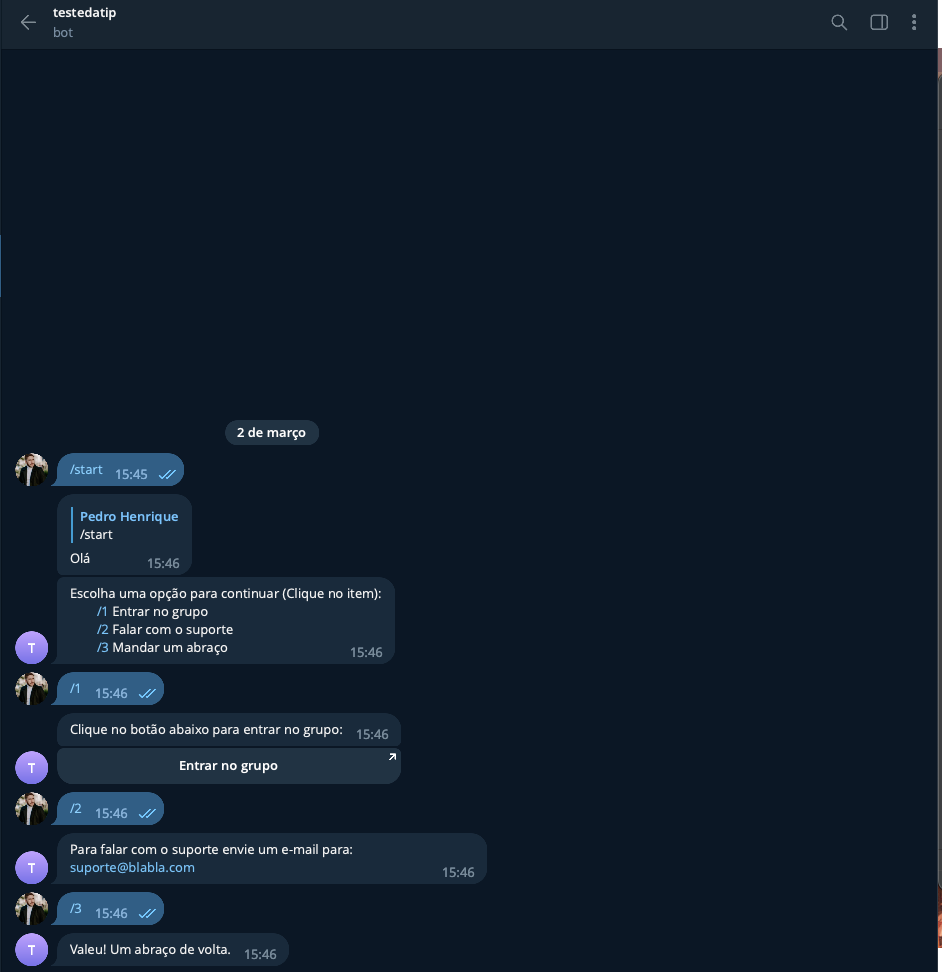 testedatip
bot
2 de março
/start 15:45
Pedro Henrique
/start
Olá 15:46
Escolha uma opção para continuar (Clique no item):
/1 Entrar no grupo
/2 Falar com o suporte
/3 Mandar um abraço 15:46
T
/1 15:46
Clique no botão abaixo para entrar no grupo: 15:46
Entrar no grupo
T
/2 15:46
Para falar com o suporte envie um e-mail para:
suporte@blabla.com 15:46
T
/3 15:46
T
Valeu! Um abraço de volta. 15:46